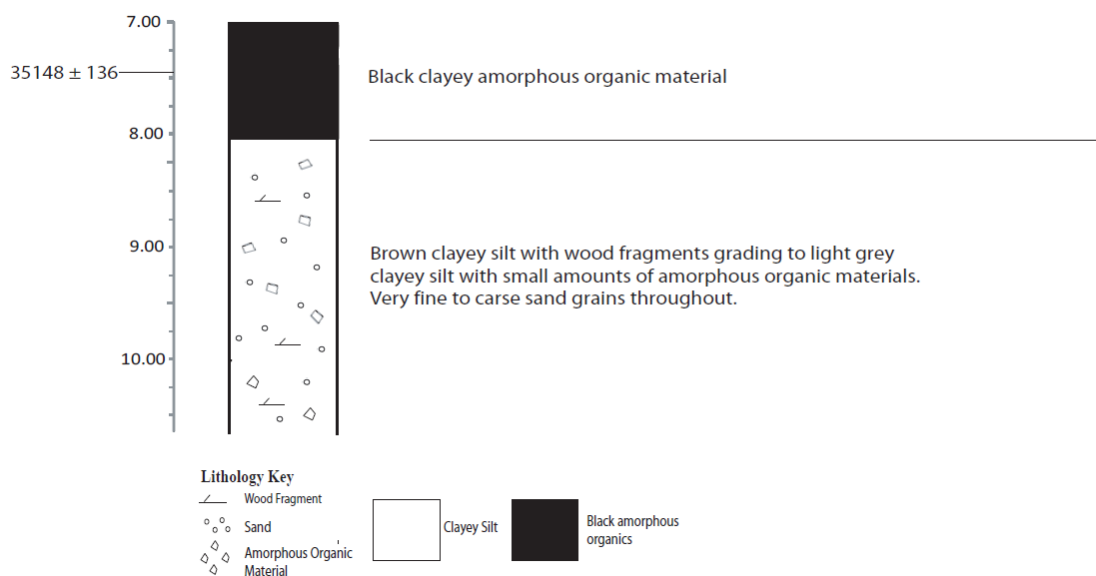 7.00
35148 ± 136
Black clayey amorphous organic material
8.00
9.00
Brown clayey silt with wood fragments grading to light grey
clayey silt with small amounts of amorphous organic materials.
Very fine to carse sand grains throughout.
10.00
Lithology Key
Wood Fragment
Sand
Amorphous Organic
Material
Clayey Silt
Black amorphous
organics